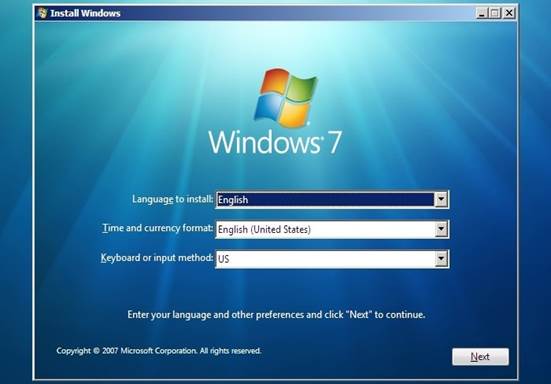 Install Windows
Windows 7
Language to install: English
Time and currency format: English (United States)
Keyboard or input method: US
Enter your language and other preferences and click "Next" to continue.
Copyright © 2007 Microsoft Corporation. All rights reserved.
Next